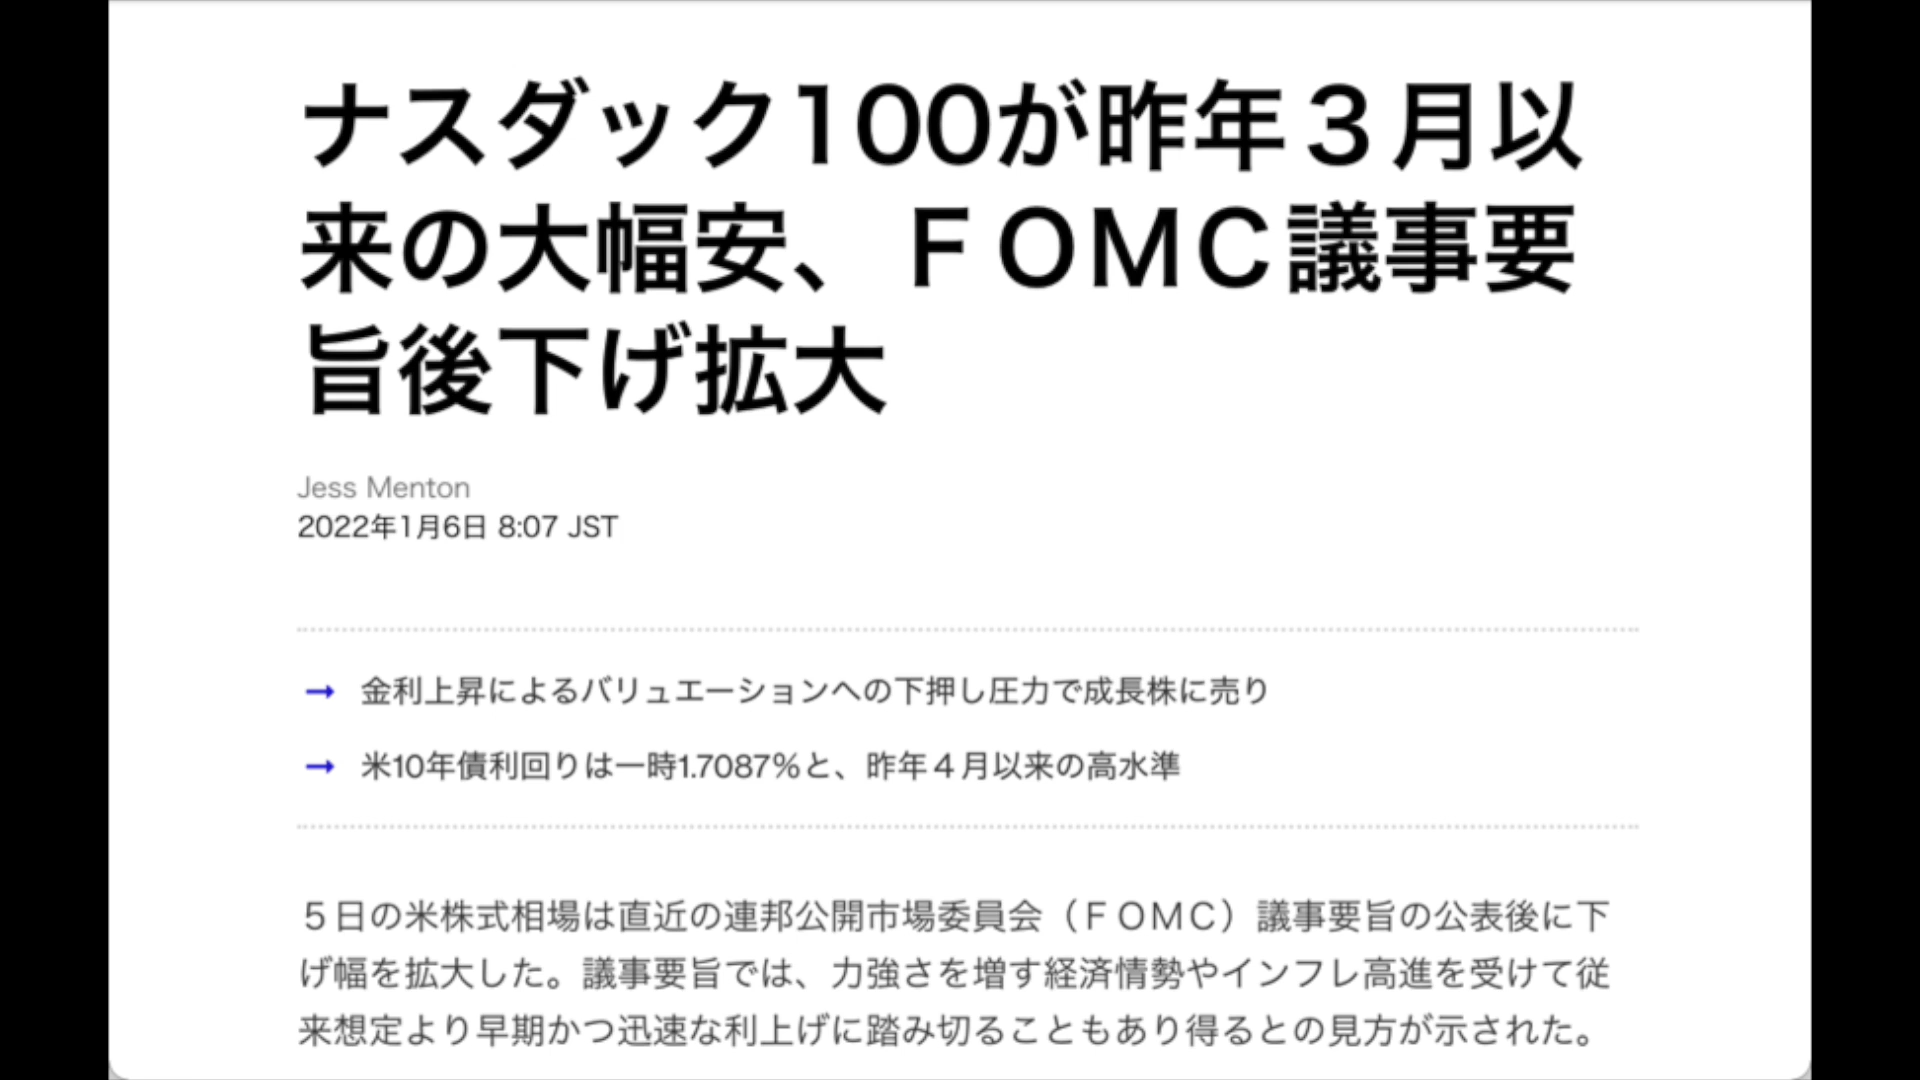 ナスダック100が昨年３月以
来の大幅安、ＦＯＭＣ議事要
旨後下げ拡大
Jess Menton
2022年1月6日 8:07 JST
→ 金利上昇によるバリュエーションへの下押し圧力で成長株に売り
→ 米10年債利回りは一時1.7087％と、昨年４月以来の高水準
５日の米株式相場は直近の連邦公開市場委員会（ＦＯＭＣ）議事要旨の公表後に下
げ幅を拡大した。議事要旨では、力強さを増す経済情勢やインフレ高進を受けて従
来想定より早期かつ迅速な利上げに踏み切ることもあり得るとの見方が示された。